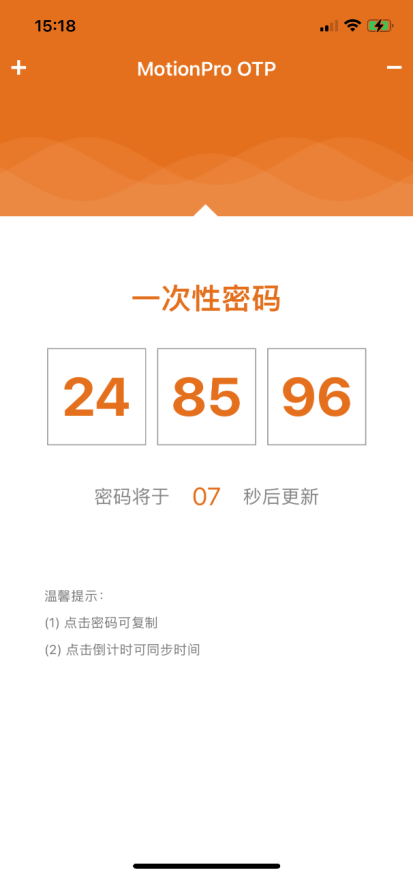 15:18
+ MotionPro OTP −
一次性密码
24 85 96
密码将于 07 秒后更新
温馨提示：
(1) 点击密码可复制
(2) 点击倒计时可同步时间